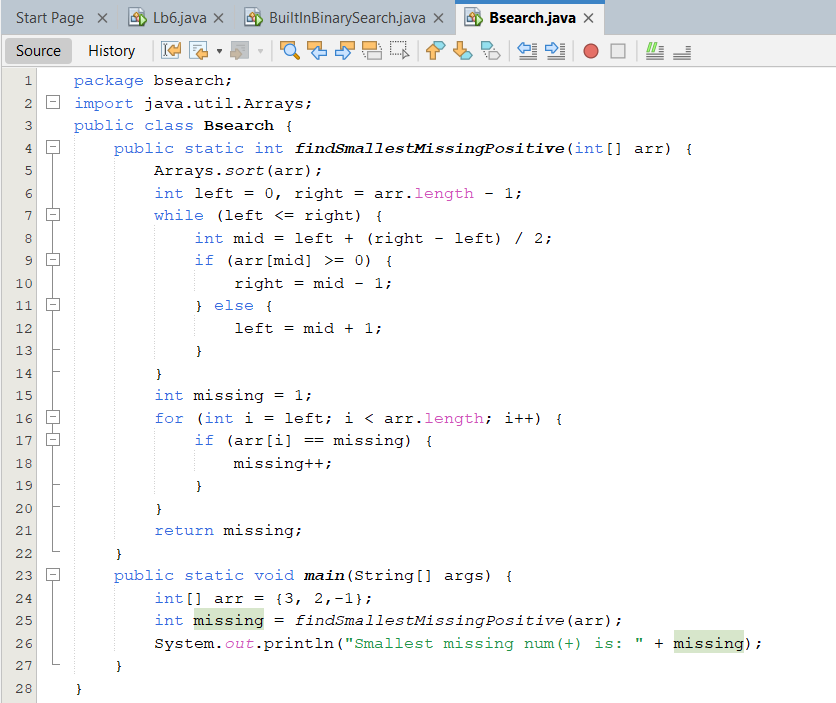 Start Page × Lb6.java × BuiltInBinarySearch.java × Bsearch.java ×
Source History
1 package bsearch;
2 import java.util.Arrays;
3 public class Bsearch {
4     public static int findSmallestMissingPositive(int[] arr) {
5         Arrays.sort(arr);
6         int left = 0, right = arr.length - 1;
7         while (left <= right) {
8             int mid = left + (right - left) / 2;
9             if (arr[mid] >= 0) {
10                 right = mid - 1;
11             } else {
12                 left = mid + 1;
13             }
14         }
15         int missing = 1;
16         for (int i = left; i < arr.length; i++) {
17             if (arr[i] == missing) {
18                 missing++;
19             }
20         }
21         return missing;
22     }
23     public static void main(String[] args) {
24         int[] arr = {3, 2,-1};
25         int missing = findSmallestMissingPositive(arr);
26         System.out.println("Smallest missing num(+) is: " + missing);
27     }
28 }